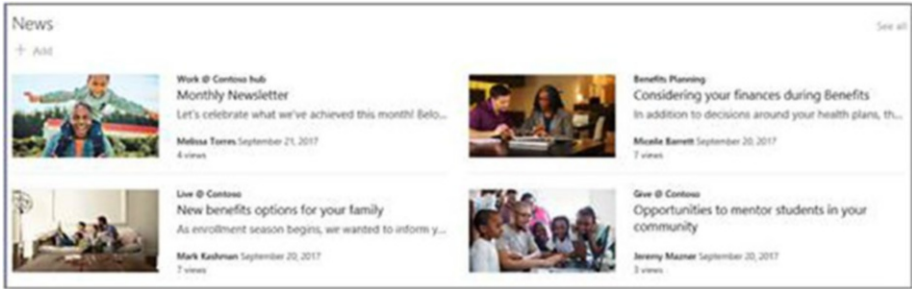 News
See all
+ Add
Work @ Contoso hub
Monthly Newsletter
Let's celebrate what we've achieved this month! Belo...
Melissa Torres September 21, 2017
4 views
Benefits Planning
Considering your finances during Benefits
In addition to decisions around your health plans, th...
Micelle Barrett September 20, 2017
7 views
Live @ Contoso
New benefits options for your family
As enrollment season begins, we wanted to inform y...
Mark Kashman September 20, 2017
7 views
Give @ Contoso
Opportunities to mentor students in your
community
Jeremy Mazner September 20, 2017
3 views